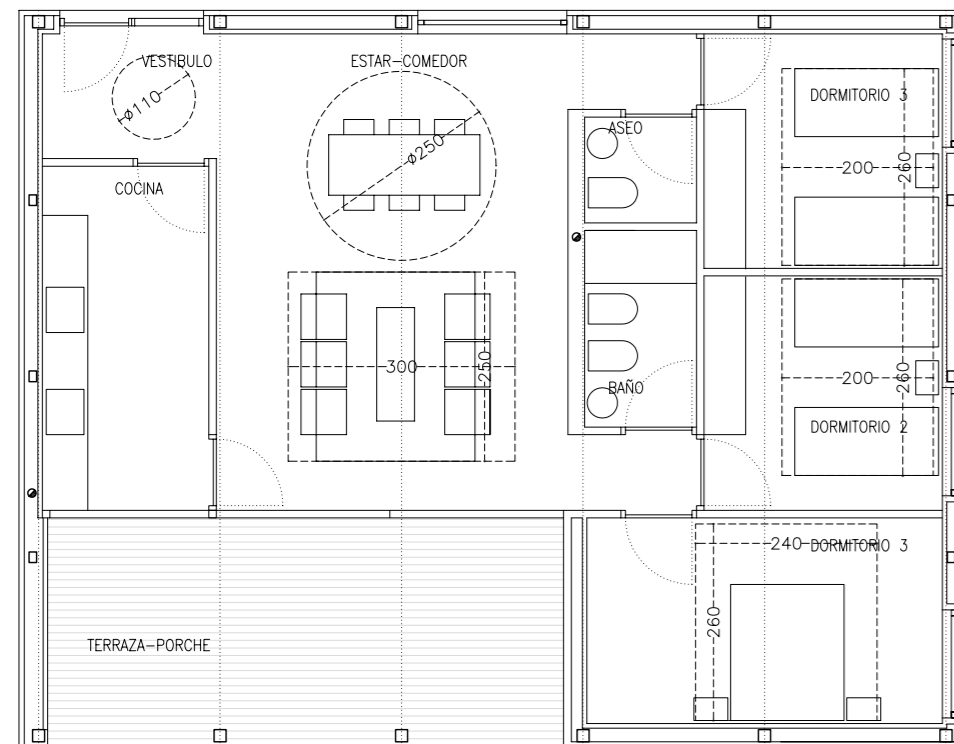 VESTIBULO
ESTAR-COMEDOR
DORMITORIO 3
ø110
ASEO
ø250
200
260
COCINA
300
250
BAÑO
200
260
DORMITORIO 2
240
DORMITORIO 3
260
TERRAZA-PORCHE